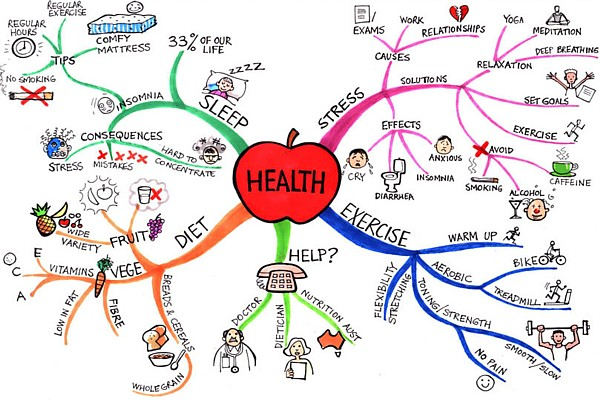 HEALTH
SLEEP
33% OF OUR
LIFE
zzzz
TIPS
REGULAR
EXERCISE
REGULAR
HOURS
COMFY
MATTRESS
NO SMOKING
INSOMNIA
CONSEQUENCES
STRESS
MISTAKES
HARD TO
CONCENTRATE
STRESS
CAUSES
EXAMS
WORK
RELATIONSHIPS
SOLUTIONS
RELAXATION
YOGA
MEDITATION
DEEP BREATHING
SET GOALS
EXERCISE
AVOID
SMOKING
ALCOHOL
CAFFEINE
EFFECTS
CRY
DIARRHEA
INSOMNIA
ANXIOUS
EXERCISE
WARM UP
AEROBIC
BIKE
TREADMILL
TONING/STRENGTH
SMOOTH/SLOW
NO PAIN
FLEXIBILITY
STRETCHING
HELP?
DOCTOR
DIETICIAN
NUTRITION AUST
DIET
FRUIT
WIDE
VARIETY
VEGE
VITAMINS
E
C
A
LOW IN FAT
FIBRE
BREADS & CEREALS
WHOLEGRAIN